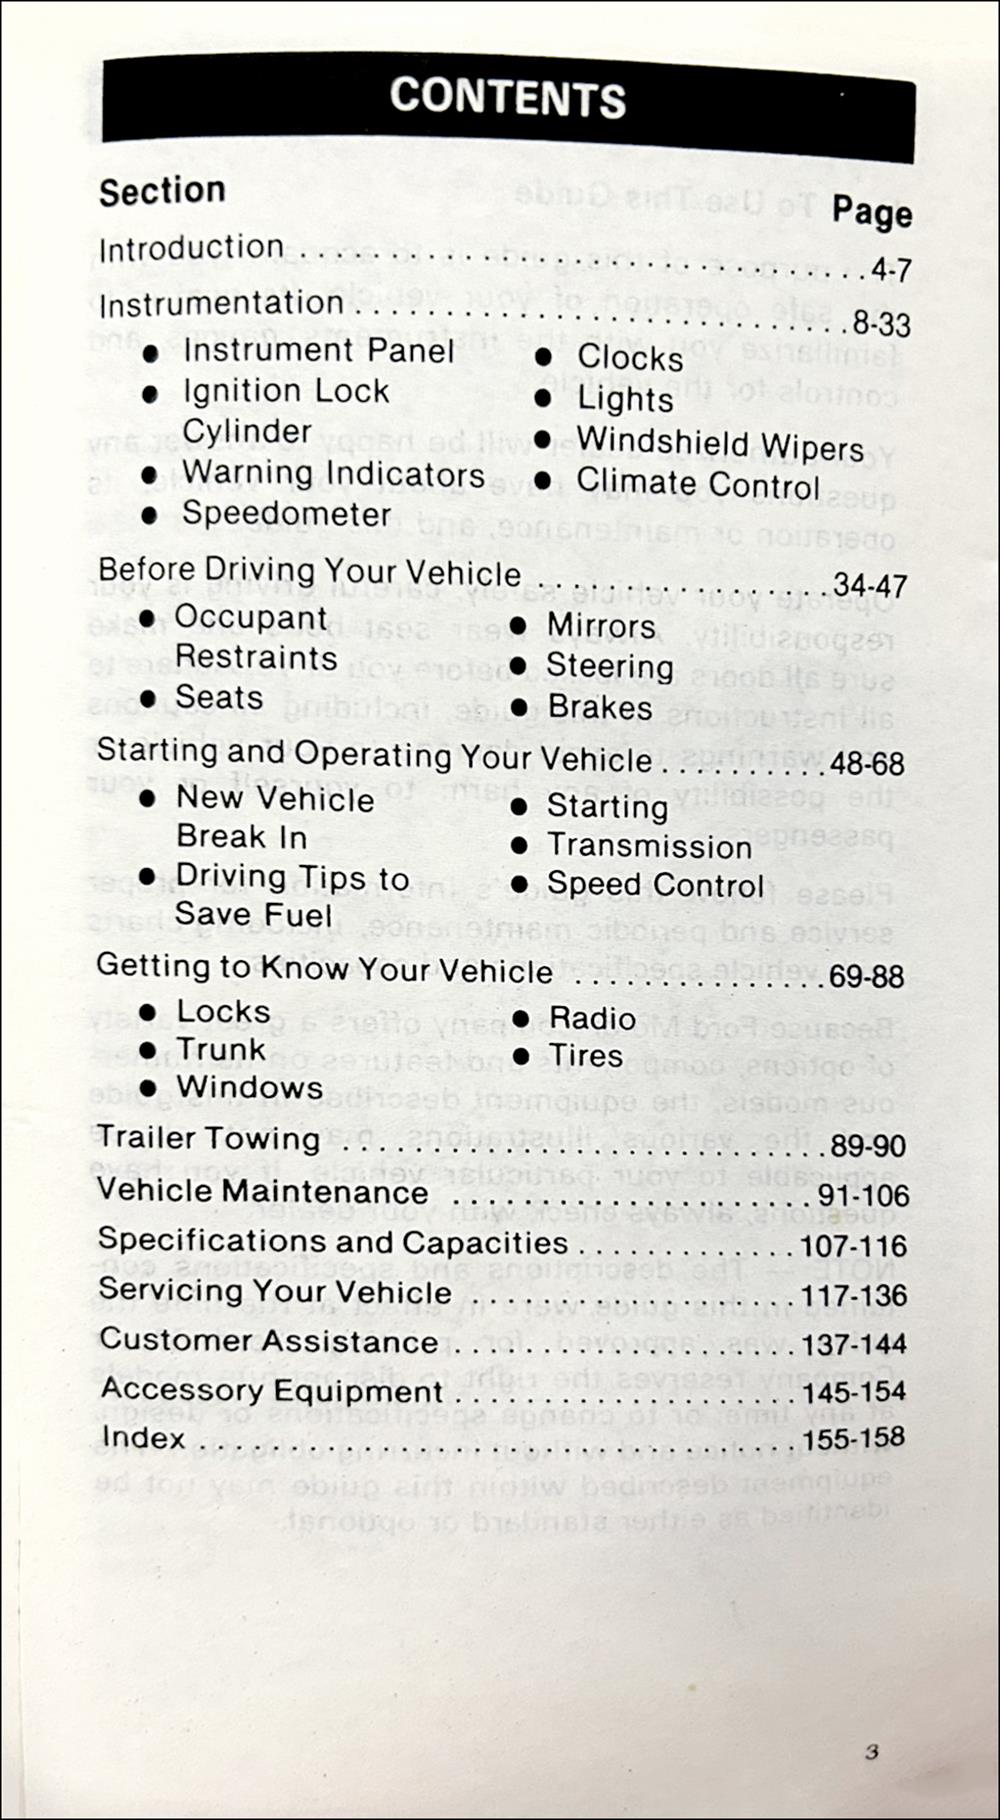 CONTENTS
Section Page
Introduction . . . . . . . . . . . . . . . . . . . . . . . . . . . . . . . 4-7
Instrumentation . . . . . . . . . . . . . . . . . . . . . . . . . . . . 8-33
● Instrument Panel
● Ignition Lock
Cylinder
● Warning Indicators
● Speedometer
● Clocks
● Lights
● Windshield Wipers
● Climate Control
Before Driving Your Vehicle . . . . . . . . . . . . . . . . . 34-47
● Occupant
Restraints
● Seats
● Mirrors
● Steering
● Brakes
Starting and Operating Your Vehicle . . . . . . . . . . 48-68
● New Vehicle
Break In
● Driving Tips to
Save Fuel
● Starting
● Transmission
● Speed Control
Getting to Know Your Vehicle . . . . . . . . . . . . . . . 69-88
● Locks
● Trunk
● Windows
● Radio
● Tires
Trailer Towing . . . . . . . . . . . . . . . . . . . . . . . . . . . . 89-90
Vehicle Maintenance . . . . . . . . . . . . . . . . . . . . . 91-106
Specifications and Capacities . . . . . . . . . . . . . 107-116
Servicing Your Vehicle . . . . . . . . . . . . . . . . . . . 117-136
Customer Assistance . . . . . . . . . . . . . . . . . . . . 137-144
Accessory Equipment . . . . . . . . . . . . . . . . . . . . 145-154
Index . . . . . . . . . . . . . . . . . . . . . . . . . . . . . . . . . 155-158
3